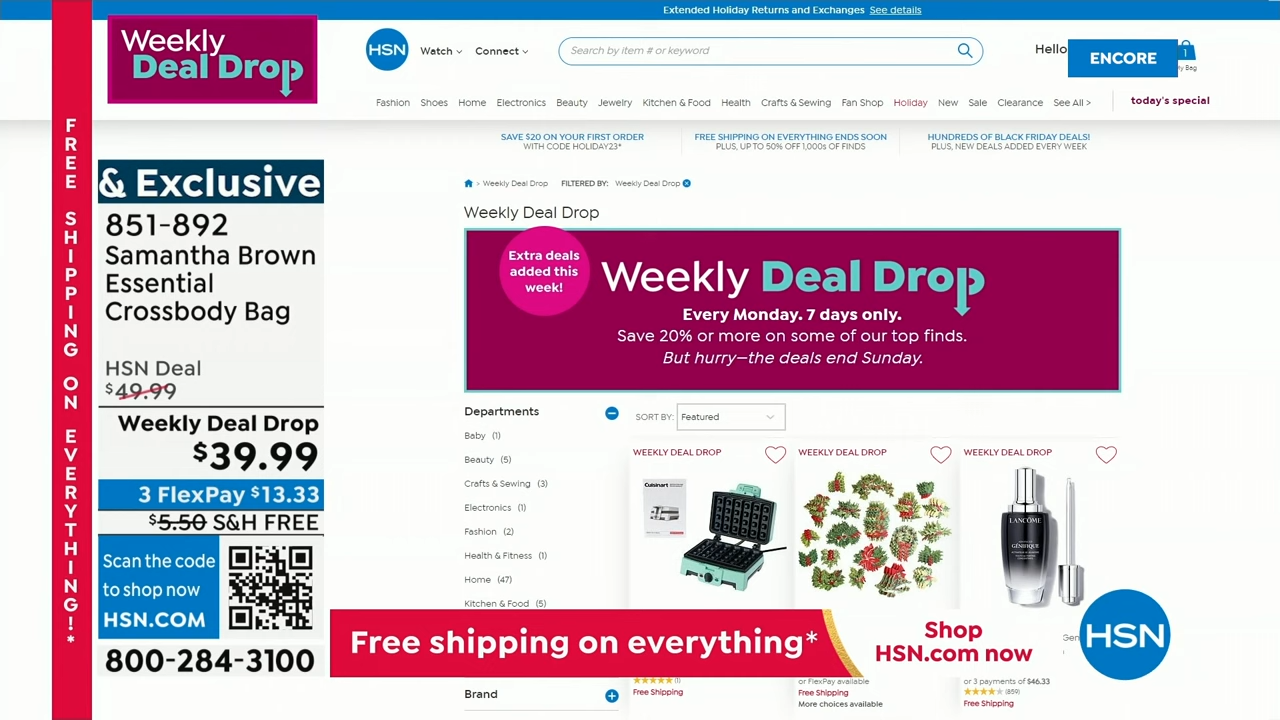 Extended Holiday Returns and Exchanges See details
Weekly
Deal Drop
HSN
Watch
Connect
Search by item # or keyword
Hello
ENCORE
1
Bag
Fashion Shoes Home Electronics Beauty Jewelry Kitchen & Food Health Crafts & Sewing Fan Shop Holiday New Sale Clearance See All >
today's special
FREE SHIPPING ON EVERYTHING!*
SAVE $20 ON YOUR FIRST ORDER
WITH CODE HOLIDAY23*
FREE SHIPPING ON EVERYTHING ENDS SOON
PLUS, UP TO 50% OFF 1,000s OF FINDS
HUNDREDS OF BLACK FRIDAY DEALS!
PLUS, NEW DEALS ADDED EVERY WEEK
& Exclusive
851-892
Samantha Brown
Essential
Crossbody Bag
HSN Deal
$49.99
Weekly Deal Drop
$39.99
3 FlexPay $13.33
$5.50 S&H FREE
Scan the code
to shop now
HSN.COM
800-284-3100
> Weekly Deal Drop FILTERED BY: Weekly Deal Drop
Weekly Deal Drop
Extra deals
added this
week!
Weekly Deal Drop
Every Monday. 7 days only.
Save 20% or more on some of our top finds.
But hurry—the deals end Sunday.
Departments
Baby (1)
Beauty (5)
Crafts & Sewing (3)
Electronics (1)
Fashion (2)
Health & Fitness (1)
Home (47)
Kitchen & Food (5)
Brand
SORT BY: Featured
WEEKLY DEAL DROP
Cuisinart
(1)
Free Shipping
WEEKLY DEAL DROP
or FlexPay available
Free Shipping
More choices available
WEEKLY DEAL DROP
LANCÔME
GÉNIFIQUE
Gen
or 3 payments of $46.33
(859)
Free Shipping
Free shipping on everything*
Shop
HSN.com now
HSN